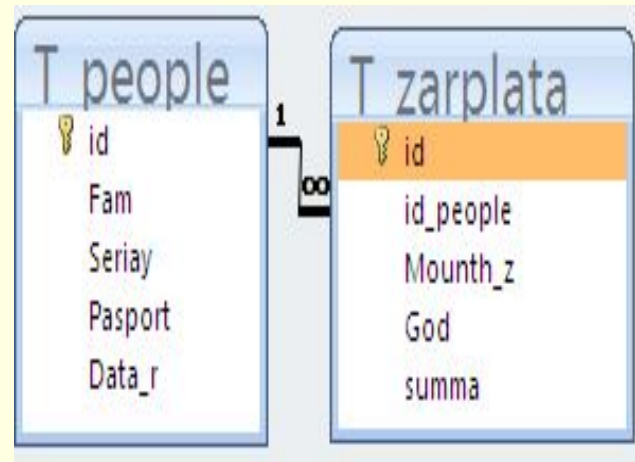 T_people
id
Fam
Seriay
Pasport
Data_r
1
∞
T_zarplata
id
id_people
Mounth_z
God
summa